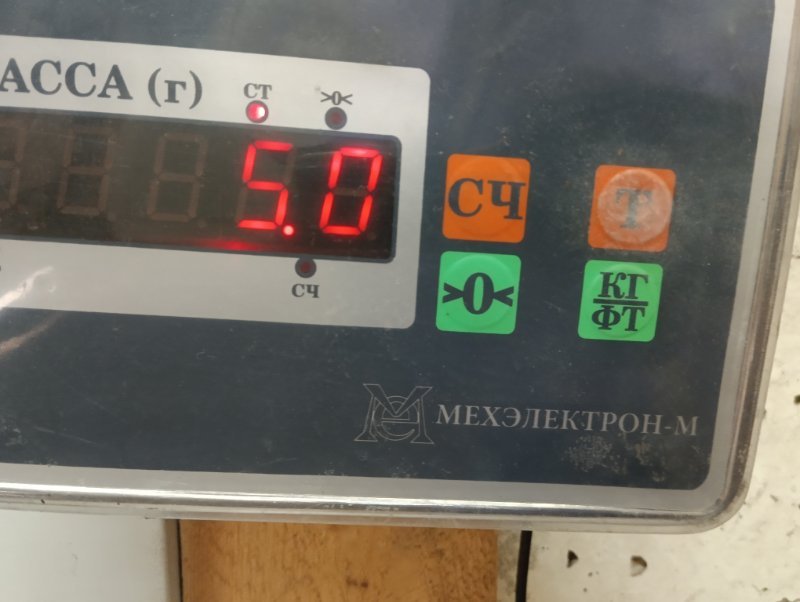 АССА (г)
СТ
>0<
5.0
СЧ
СЧ
Т
>0<
КГ
ФТ
МЕХЭЛЕКТРОН-М